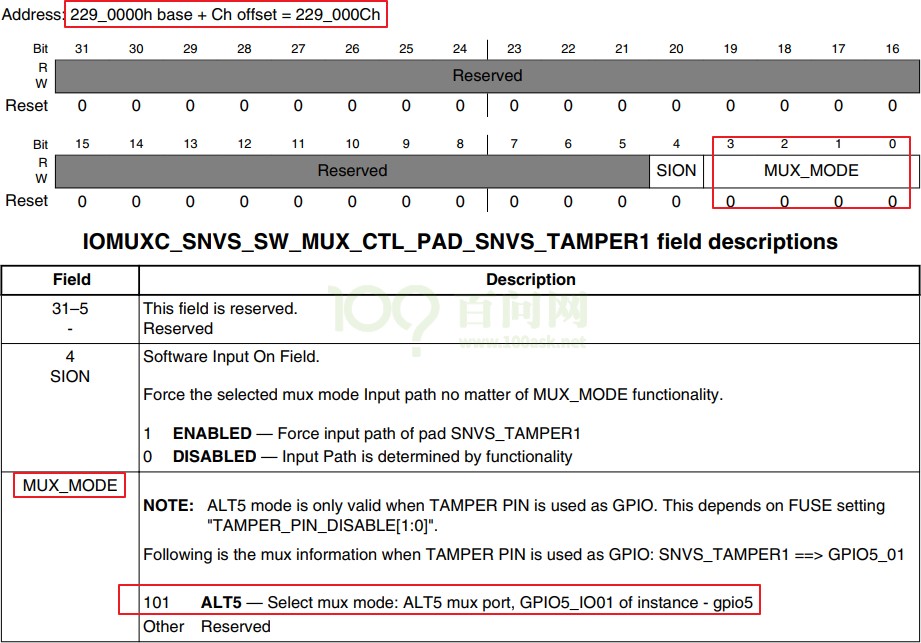 Address: 229_0000h base + Ch offset = 229_000Ch
Bit 31 30 29 28 27 26 25 24 23 22 21 20 19 18 17 16
R
Reserved
W
Reset 0 0 0 0 0 0 0 0 0 0 0 0 0 0 0 0
Bit 15 14 13 12 11 10 9 8 7 6 5 4 3 2 1 0
R
Reserved SION MUX_MODE
W
Reset 0 0 0 0 0 0 0 0 0 0 0 0 0 0 0 0
IOMUXC_SNVS_SW_MUX_CTL_PAD_SNVS_TAMPER1 field descriptions
Field Description
31–5 This field is reserved.
- Reserved
100? 百问网
www.100ask.net
4 Software Input On Field.
SION
Force the selected mux mode Input path no matter of MUX_MODE functionality.
1 ENABLED — Force input path of pad SNVS_TAMPER1
0 DISABLED — Input Path is determined by functionality
MUX_MODE
NOTE: ALT5 mode is only valid when TAMPER PIN is used as GPIO. This depends on FUSE setting
"TAMPER_PIN_DISABLE[1:0]".
Following is the mux information when TAMPER PIN is used as GPIO: SNVS_TAMPER1 ==> GPIO5_01
101 ALT5 — Select mux mode: ALT5 mux port, GPIO5_IO01 of instance - gpio5
Other Reserved